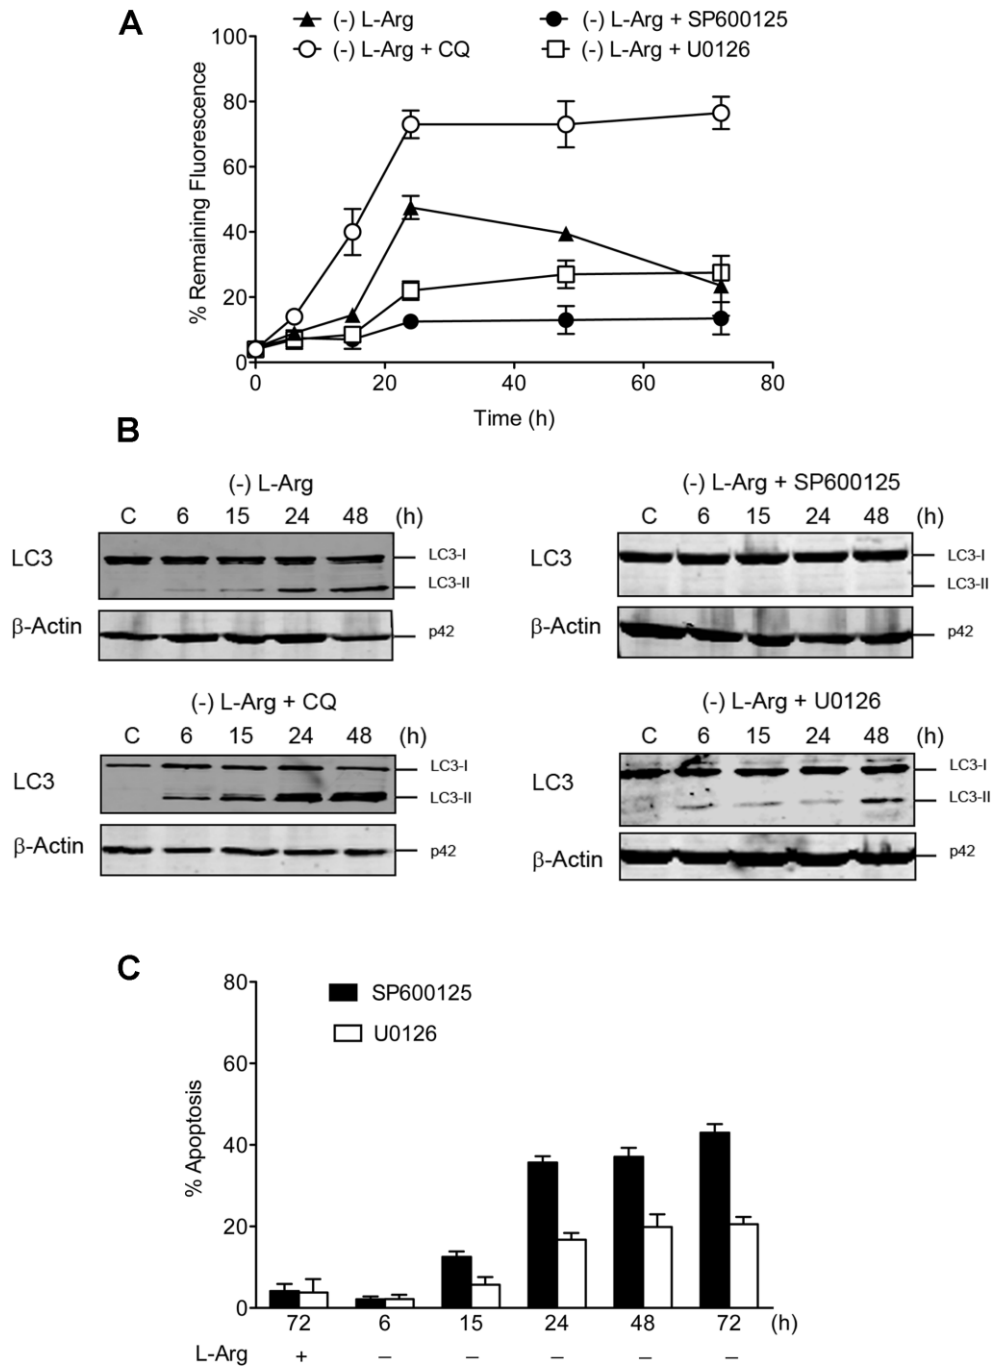 A
(-) L-Arg
(-) L-Arg + SP600125
(-) L-Arg + CQ
(-) L-Arg + U0126
% Remaining Fluorescence
100
80
60
40
20
0
0 20 40 60 80
Time (h)
B
(-) L-Arg
C 6 15 24 48 (h)
LC3
LC3-I
LC3-II
β-Actin
p42
(-) L-Arg + SP600125
C 6 15 24 48 (h)
LC3
LC3-I
LC3-II
β-Actin
p42
(-) L-Arg + CQ
C 6 15 24 48 (h)
LC3
LC3-I
LC3-II
β-Actin
p42
(-) L-Arg + U0126
C 6 15 24 48 (h)
LC3
LC3-I
LC3-II
β-Actin
p42
C
SP600125
U0126
% Apoptosis
80
60
40
20
0
72 6 15 24 48 72 (h)
L-Arg + – – – – –